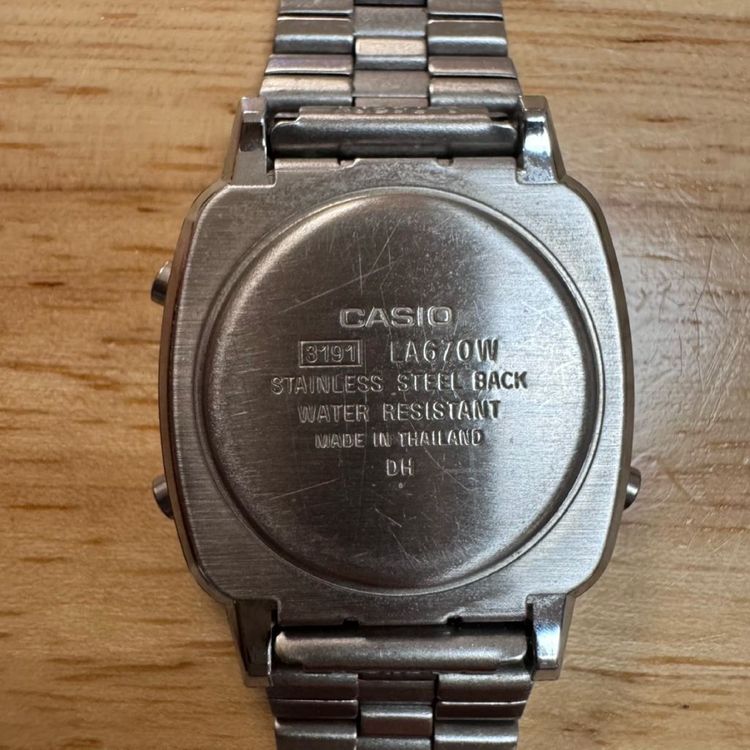 CASIO
3191 LA670W
STAINLESS STEEL BACK
WATER RESISTANT
MADE IN THAILAND
DH